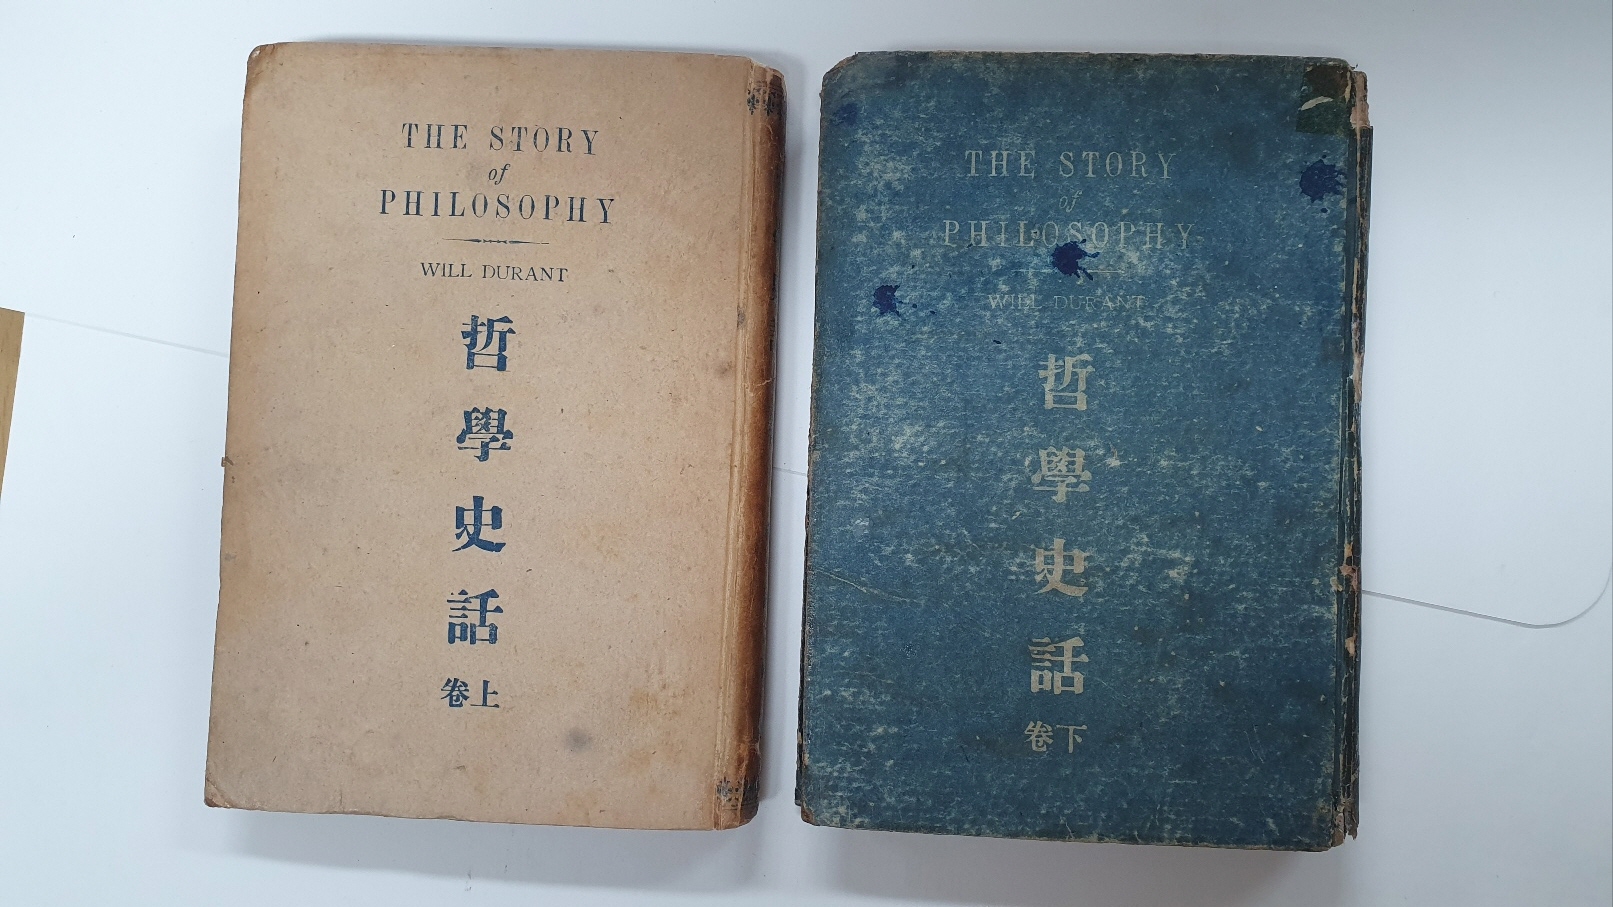 THE STORY
of
PHILOSOPHY
WILL DURANT
哲學史話
卷上
THE STORY
of
PHILOSOPHY
WILL DURANT
哲學史話
卷下